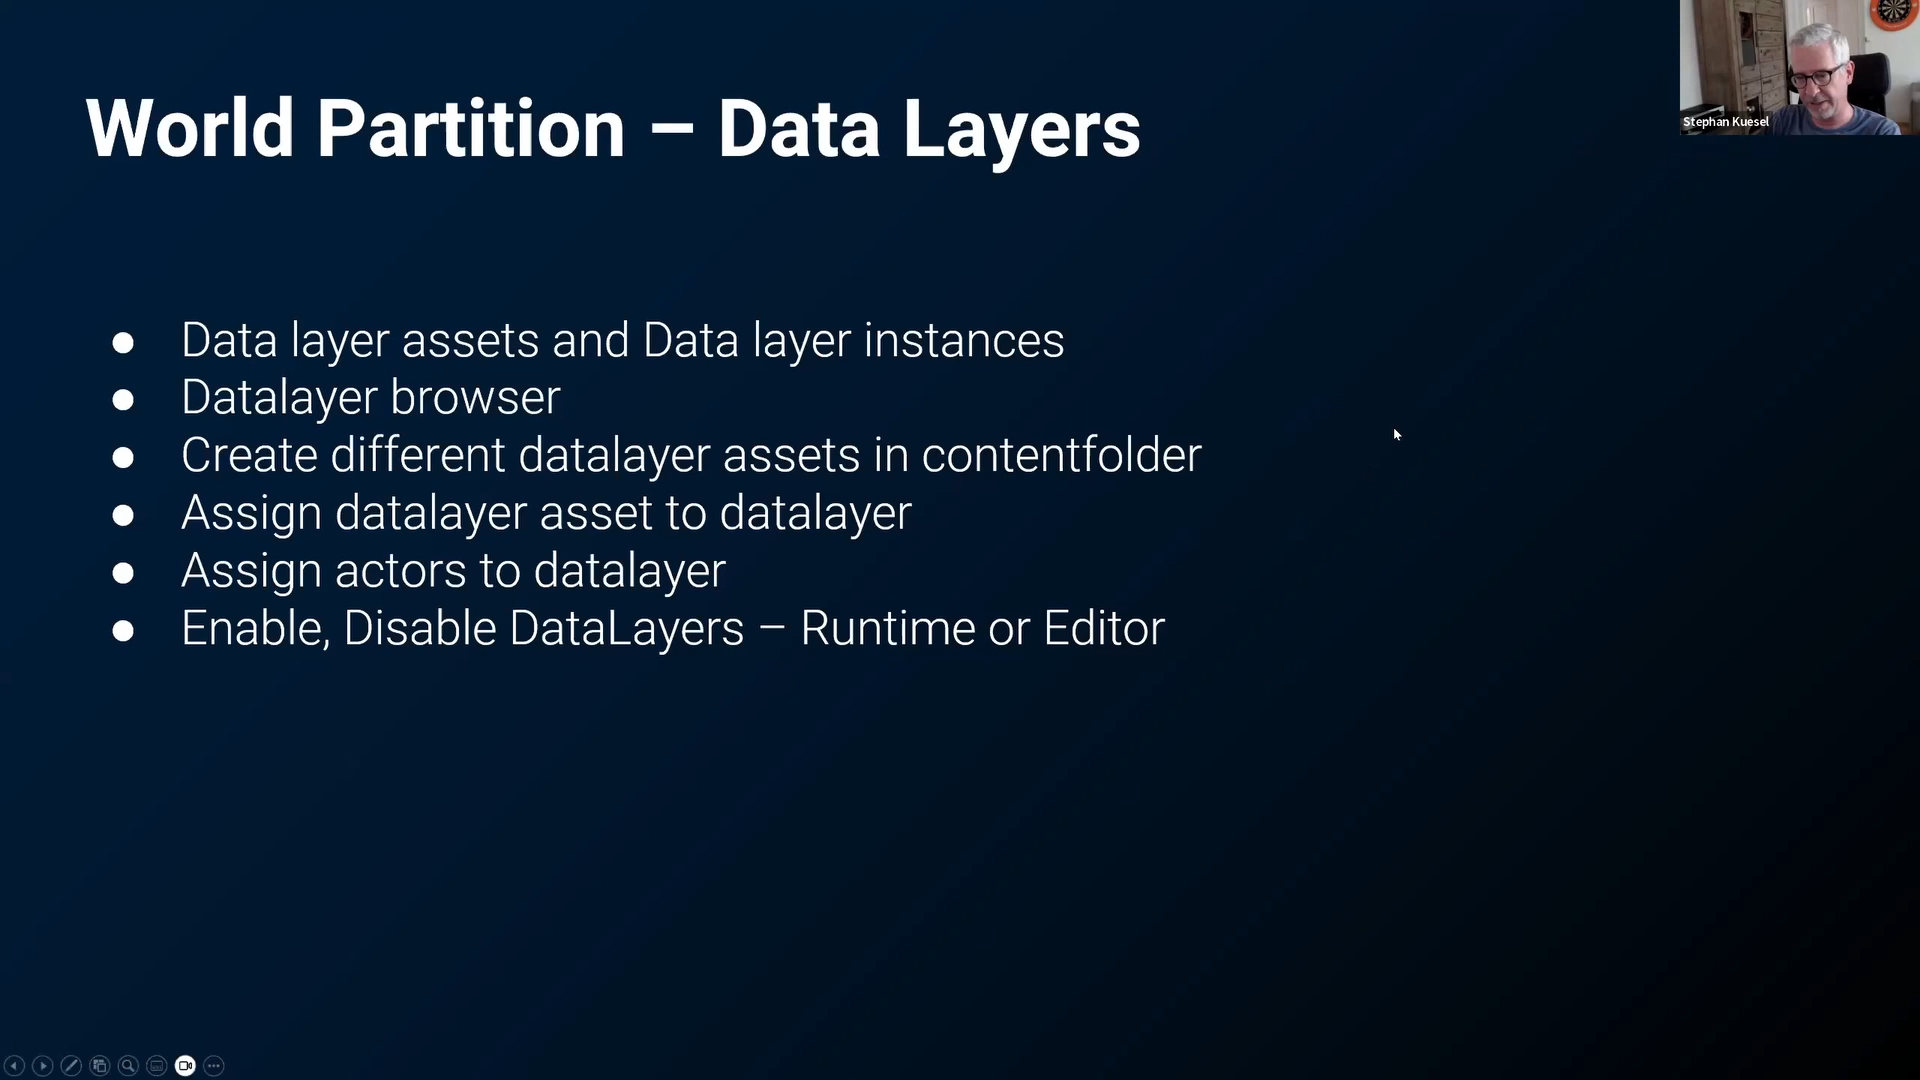 World Partition – Data Layers
Stephan Kuesel
● Data layer assets and Data layer instances
● Datalayer browser
● Create different datalayer assets in contentfolder
● Assign datalayer asset to datalayer
● Assign actors to datalayer
● Enable, Disable DataLayers – Runtime or Editor